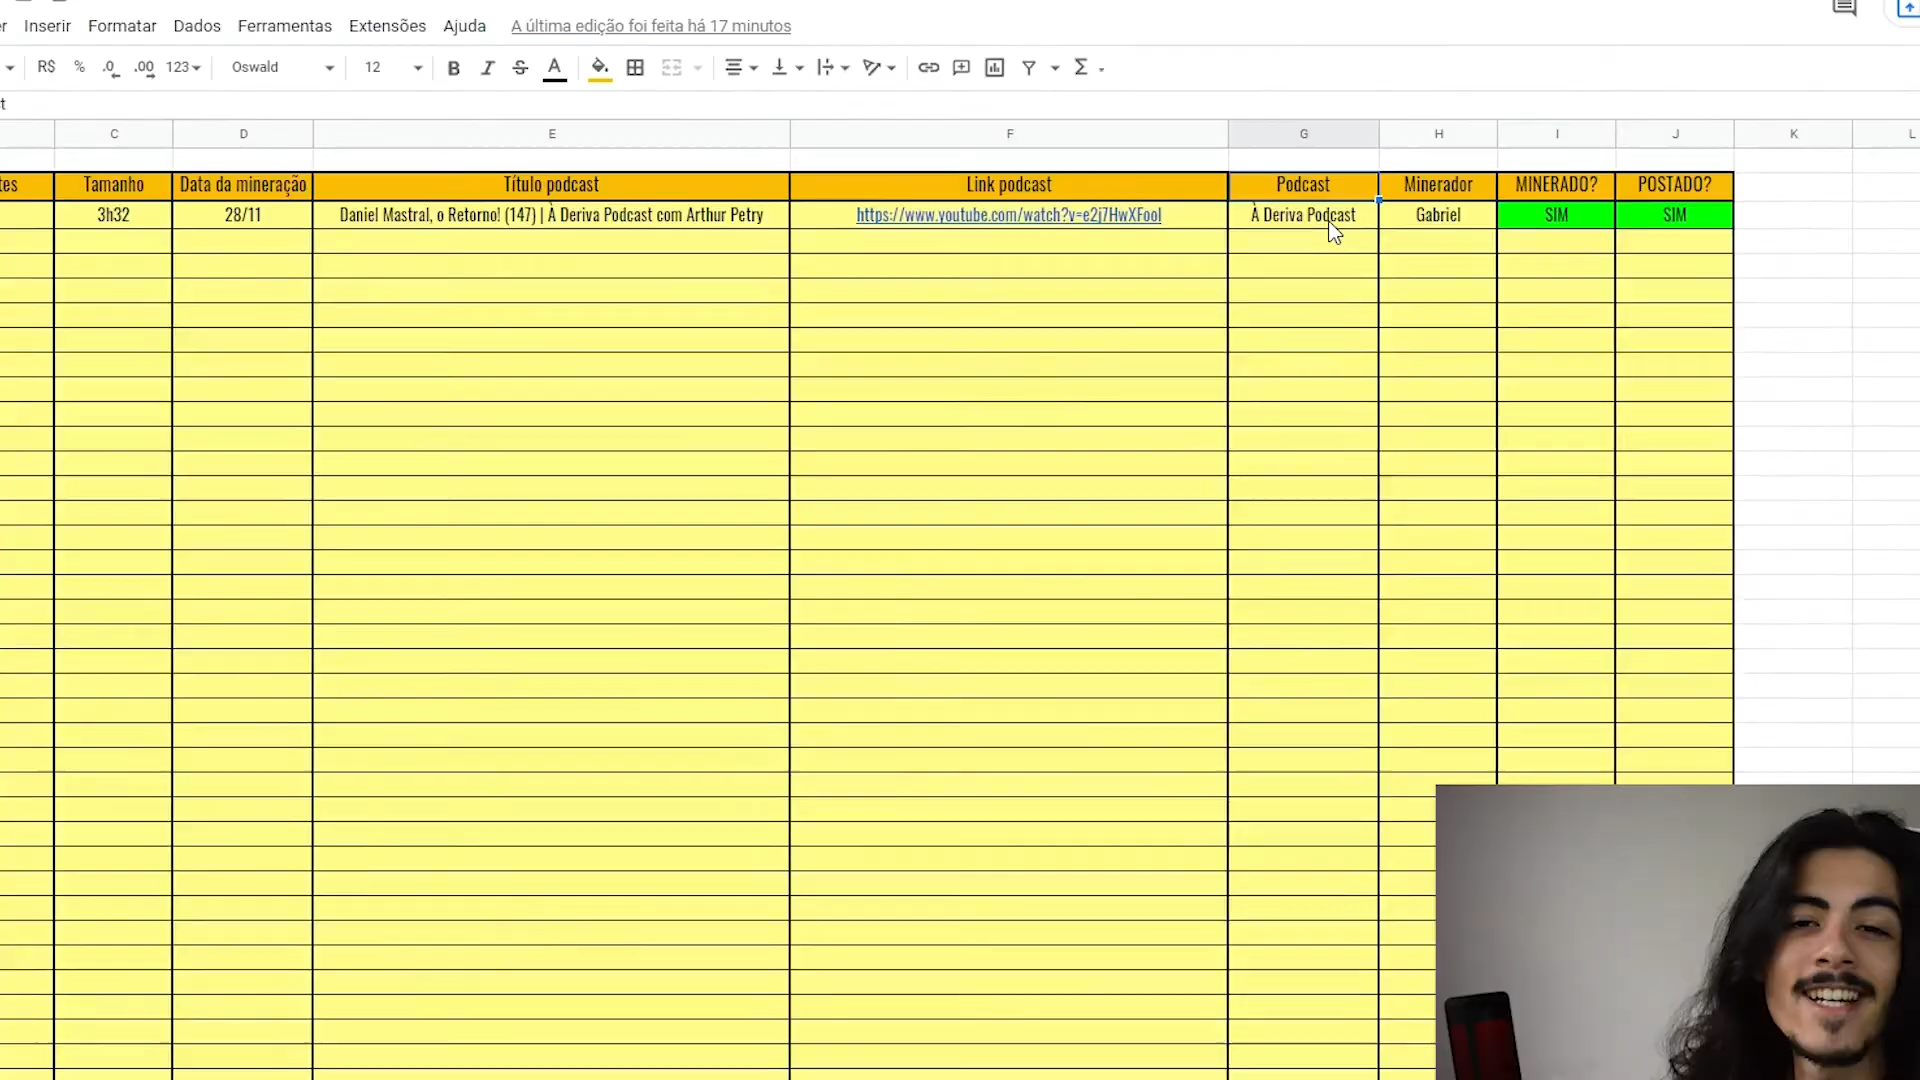 Inserir Formatar Dados Ferramentas Extensões Ajuda A última edição foi feita há 17 minutos
R$ % .0 .00 123 Oswald 12 B I S A Σ
C D E F G H I J K L
tes Tamanho Data da mineração Título podcast Link podcast Podcast Minerador MINERADO? POSTADO?
3h32 28/11 Daniel Mastral, o Retorno! (147) | À Deriva Podcast com Arthur Petry https://www.youtube.com/watch?v=e2j7HwXFooI À Deriva Podcast Gabriel SIM SIM